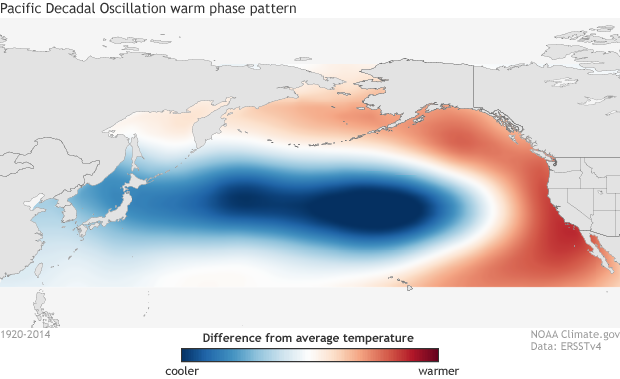 Pacific Decadal Oscillation warm phase pattern
1920-2014
Difference from average temperature
NOAA Climate.gov
Data: ERSSTv4
cooler
warmer